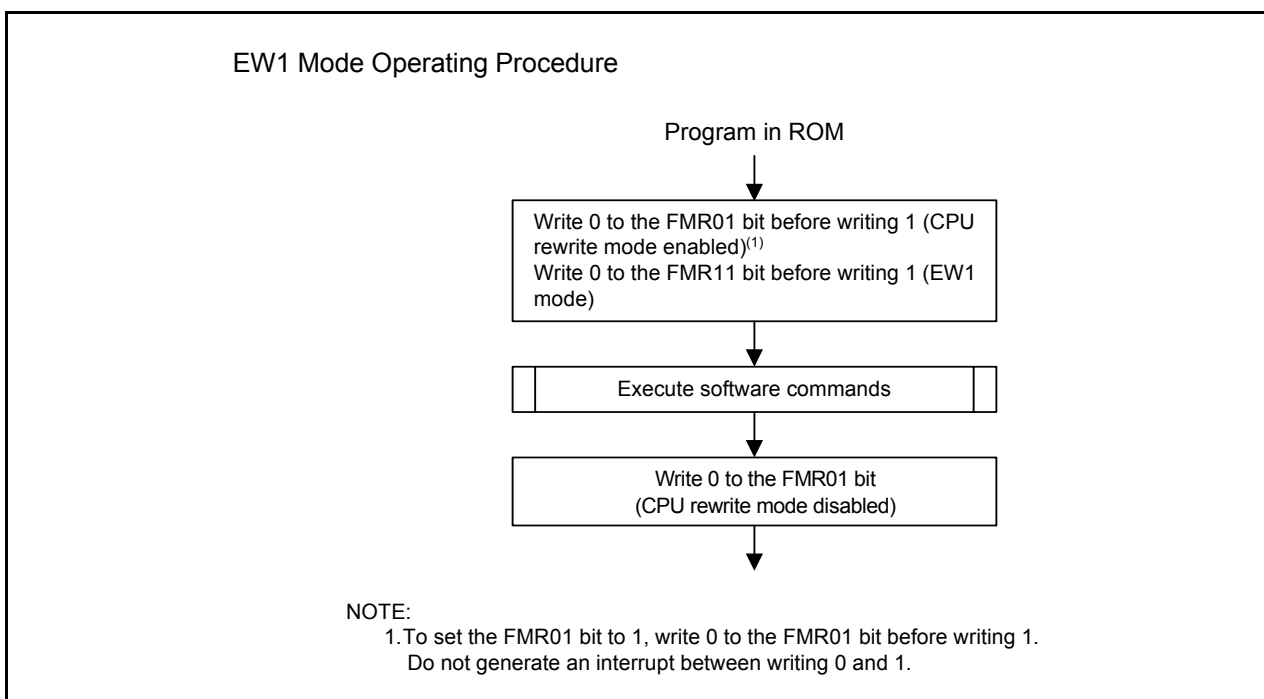 EW1 Mode Operating Procedure
Program in ROM
Write 0 to the FMR01 bit before writing 1 (CPU
rewrite mode enabled)(1)
Write 0 to the FMR11 bit before writing 1 (EW1
mode)
Execute software commands
Write 0 to the FMR01 bit
(CPU rewrite mode disabled)
NOTE:
1.To set the FMR01 bit to 1, write 0 to the FMR01 bit before writing 1.
Do not generate an interrupt between writing 0 and 1.